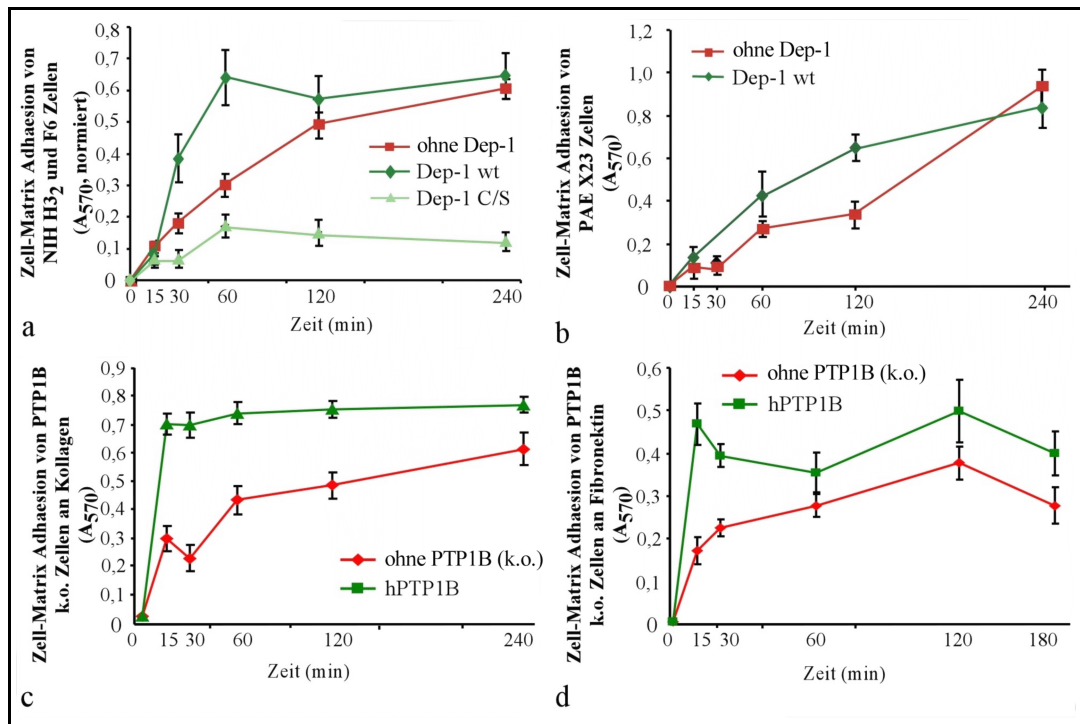 Zell-Matrix Adhaesion von
NIH H3₂ und F6 Zellen
(A₅₇₀, normiert)
0,8
0,7
0,6
0,5
0,4
0,3
0,2
0,1
0
ohne Dep-1
Dep-1 wt
Dep-1 C/S
0 15 30 60 120 240
Zeit (min)
a
Zell-Matrix Adhaesion von
PAE X23 Zellen
(A₅₇₀)
1,2
1,0
0,8
0,6
0,4
0,2
0
ohne Dep-1
Dep-1 wt
0 15 30 60 120 240
Zeit (min)
b
Zell-Matrix Adhaesion von PTP1B
k.o. Zellen an Kollagen
(A₅₇₀)
0,9
0,8
0,7
0,6
0,5
0,4
0,3
0,2
0,1
0
ohne PTP1B (k.o.)
hPTP1B
0 15 30 60 120 240
Zeit (min)
c
Zell-Matrix Adhaesion von PTP1B
k.o. Zellen an Fibronektin
(A₅₇₀)
0,6
0,5
0,4
0,3
0,2
0,1
0
ohne PTP1B (k.o.)
hPTP1B
0 15 30 60 120 180
Zeit (min)
d